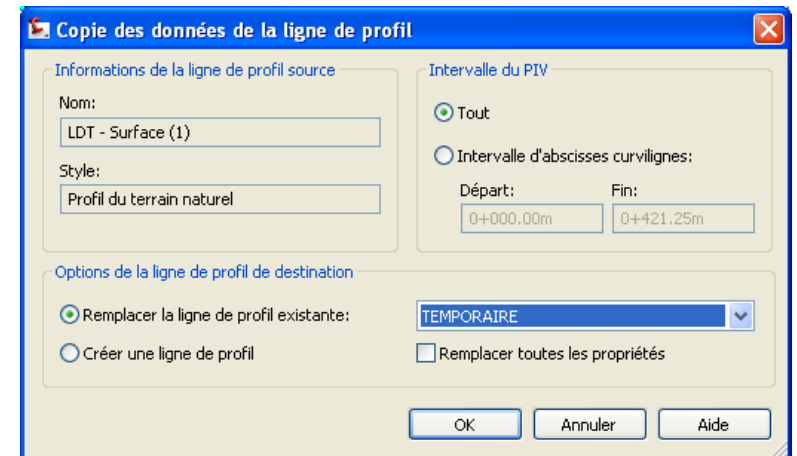 Copie des données de la ligne de profil
Informations de la ligne de profil source
Nom:
LDT - Surface (1)
Style:
Profil du terrain naturel
Intervalle du PIV
Tout
Intervalle d'abscisses curvilignes:
Départ: Fin:
0+000.00m 0+421.25m
Options de la ligne de profil de destination
Remplacer la ligne de profil existante: TEMPORAIRE
Créer une ligne de profil Remplacer toutes les propriétés
OK Annuler Aide